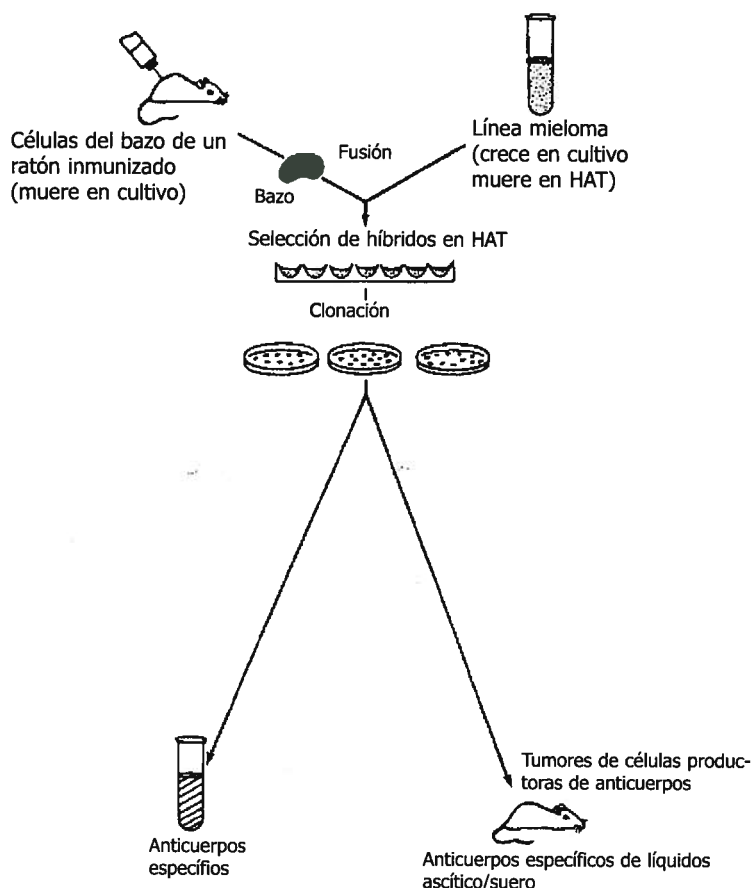 Células del bazo de un
ratón inmunizado
(muere en cultivo)
Fusión
Bazo
Línea mieloma
(crece en cultivo
muere en HAT)
Selección de híbridos en HAT
Clonación
Anticuerpos
específios
Tumores de células produc-
toras de anticuerpos
Anticuerpos específicos de líquidos
ascítico/suero